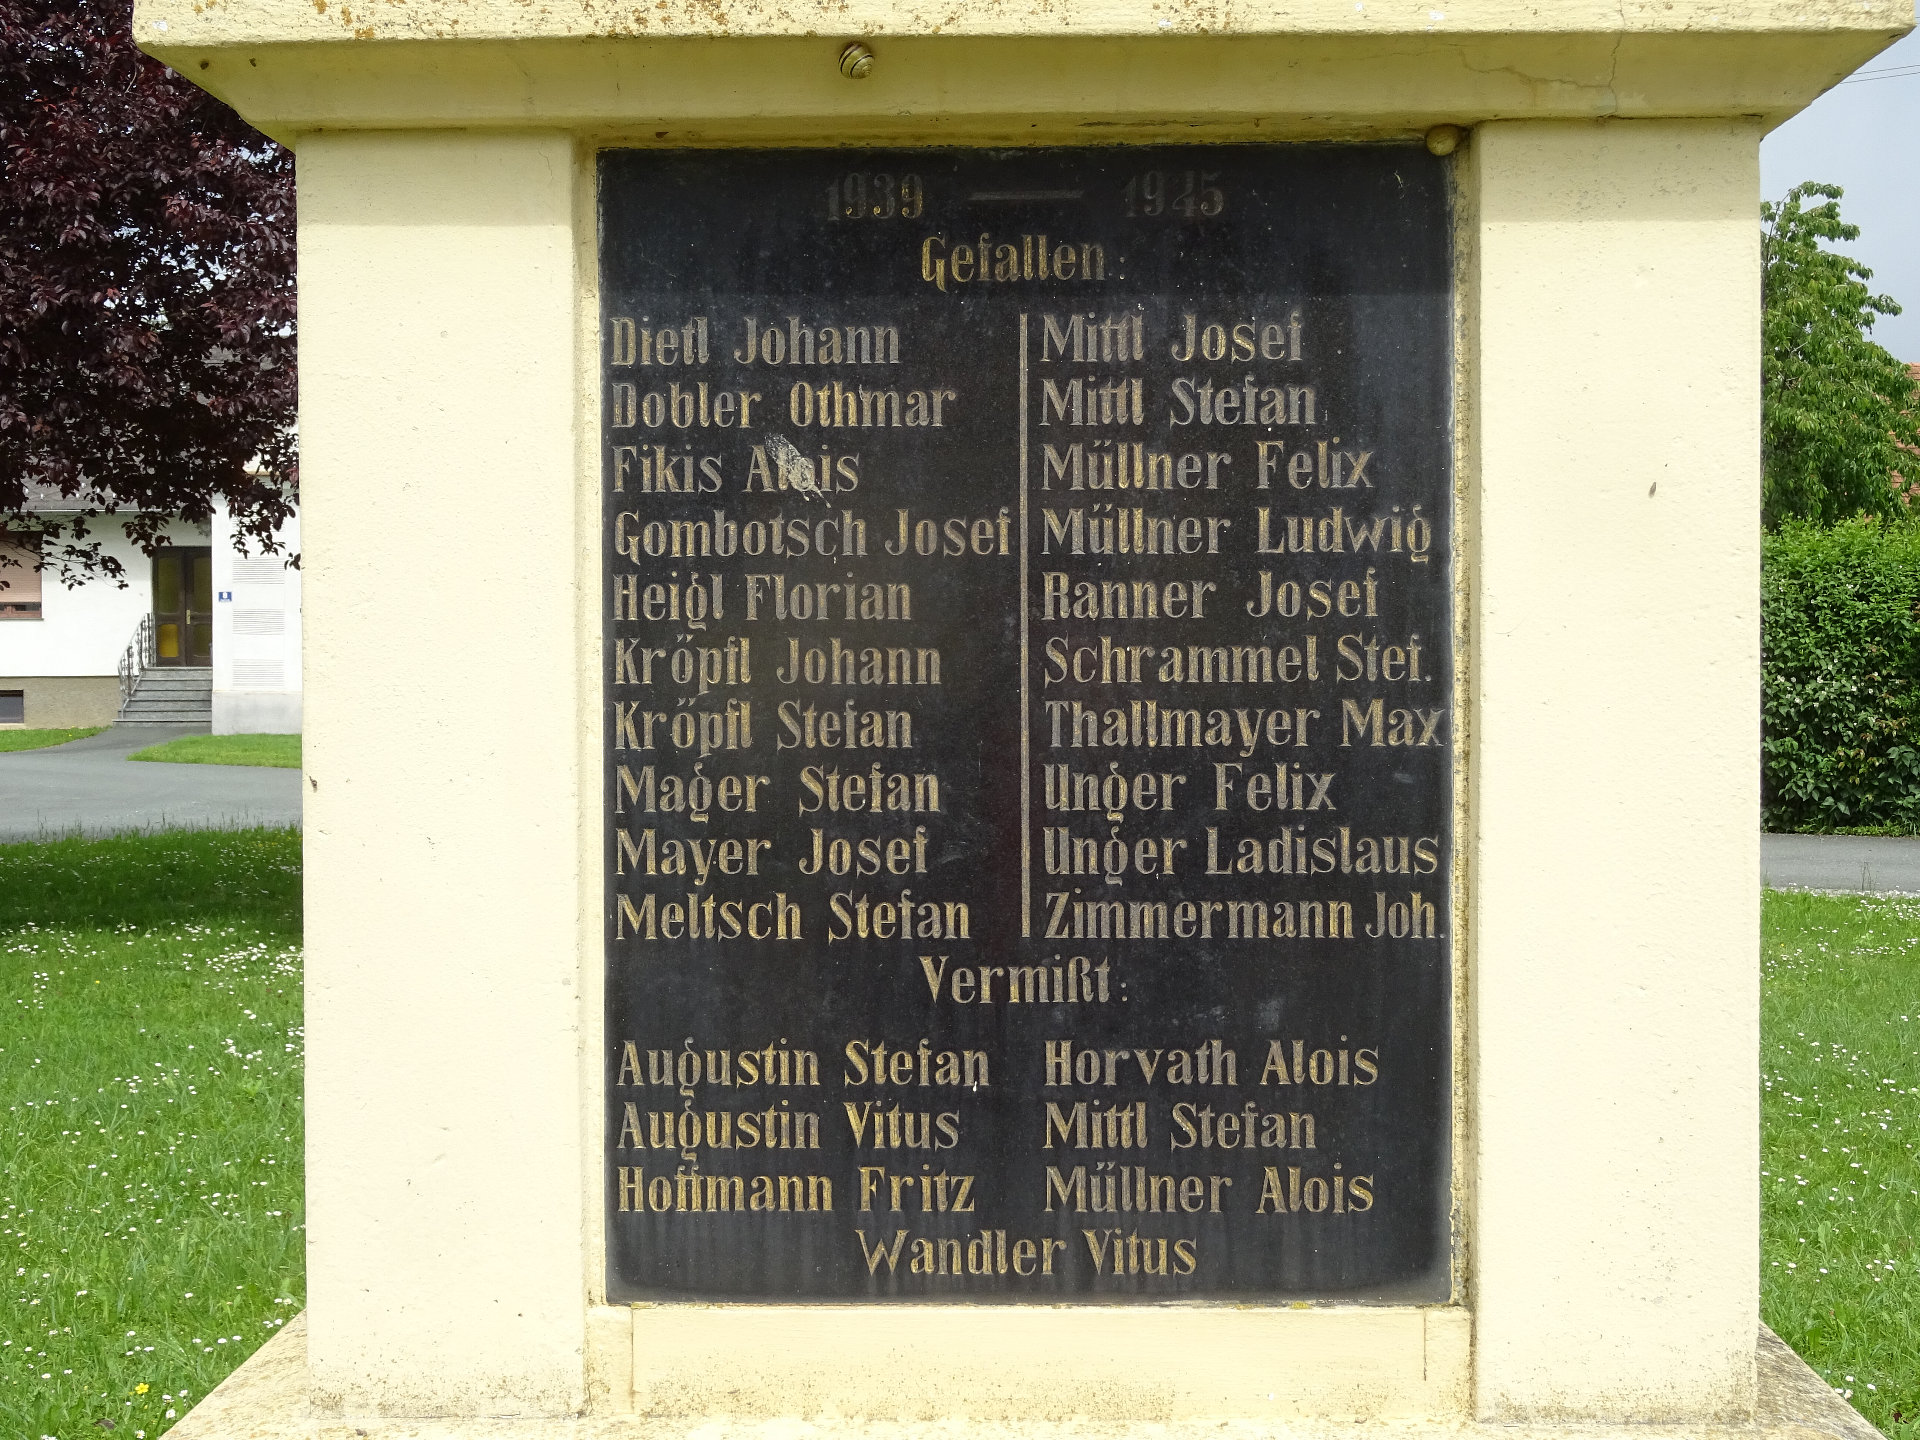 1939 — 1945
Gefallen:
Dietl Johann
Dobler Othmar
Fikis Alois
Gombotsch Josef
Heigl Florian
Kröpfl Johann
Kröpfl Stefan
Mager Stefan
Mayer Josef
Meltsch Stefan
Mittl Josef
Mittl Stefan
Müllner Felix
Müllner Ludwig
Ranner Josef
Schrammel Stef.
Thallmayer Max
Unger Felix
Unger Ladislaus
Zimmermann Joh.
Vermißt:
Augustin Stefan
Augustin Vitus
Hoffmann Fritz
Horvath Alois
Mittl Stefan
Müllner Alois
Wandler Vitus